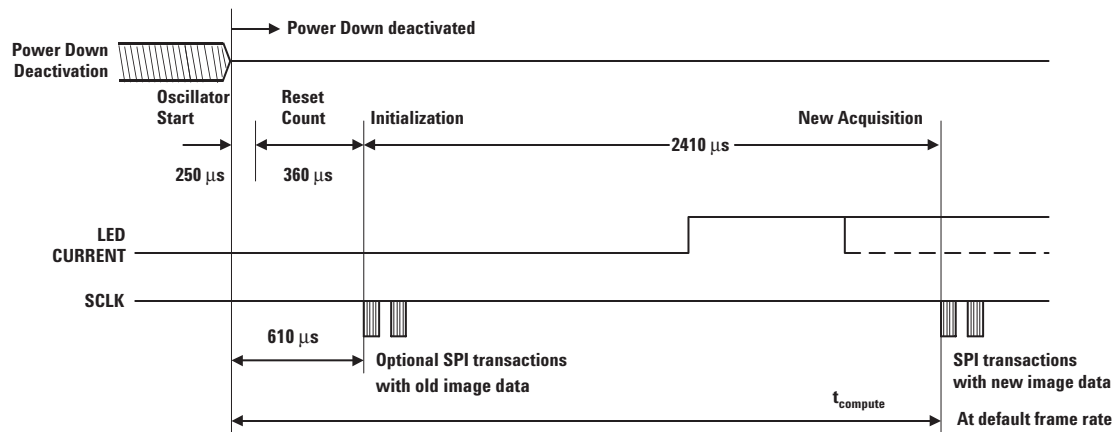 Power Down deactivated
Power Down
Deactivation
Oscillator
Start
Reset
Count
Initialization
New Acquisition
250 μs
360 μs
2410 μs
LED
CURRENT
SCLK
610 μs
Optional SPI transactions
with old image data
SPI transactions
with new image data
tcompute
At default frame rate